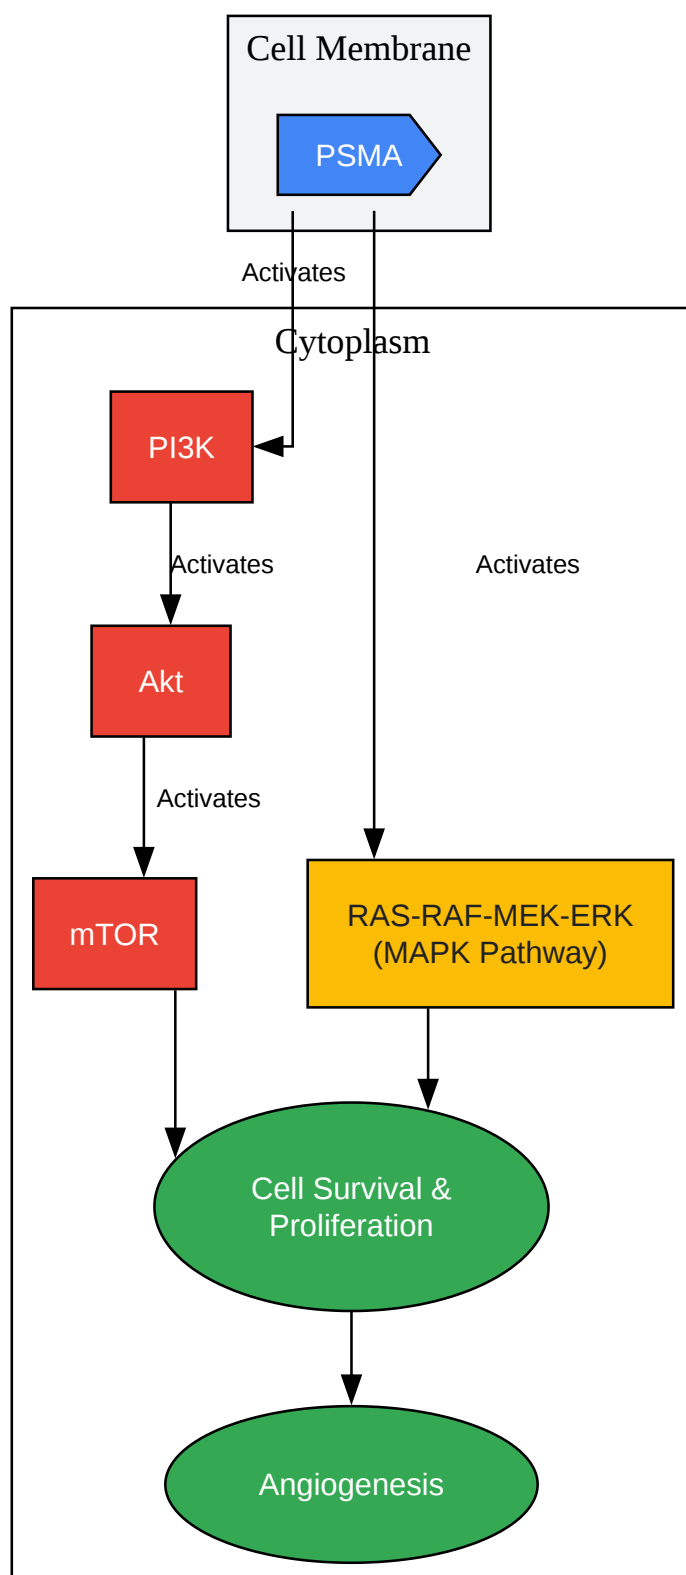 Cell Membrane
PSMA
Activates
Cytoplasm
PI3K
Activates
Activates
Akt
Activates
mTOR
RAS-RAF-MEK-ERK
(MAPK Pathway)
Cell Survival &
Proliferation
Angiogenesis